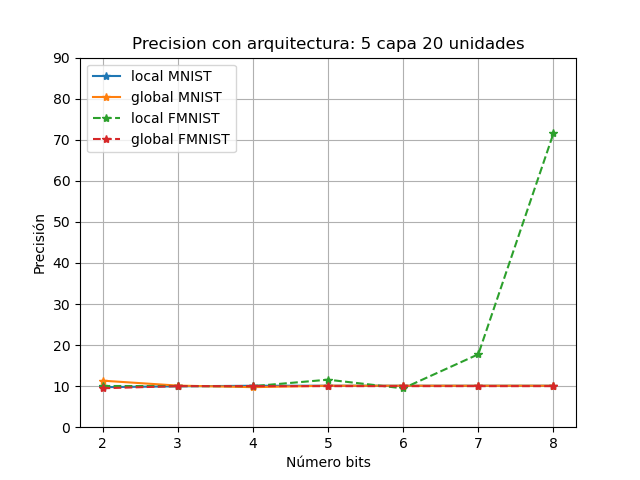 Precision con arquitectura: 5 capa 20 unidades
local MNIST
global MNIST
local FMNIST
global FMNIST
90
80
70
60
50
40
30
20
10
0
Precisión
2 3 4 5 6 7 8
Número bits